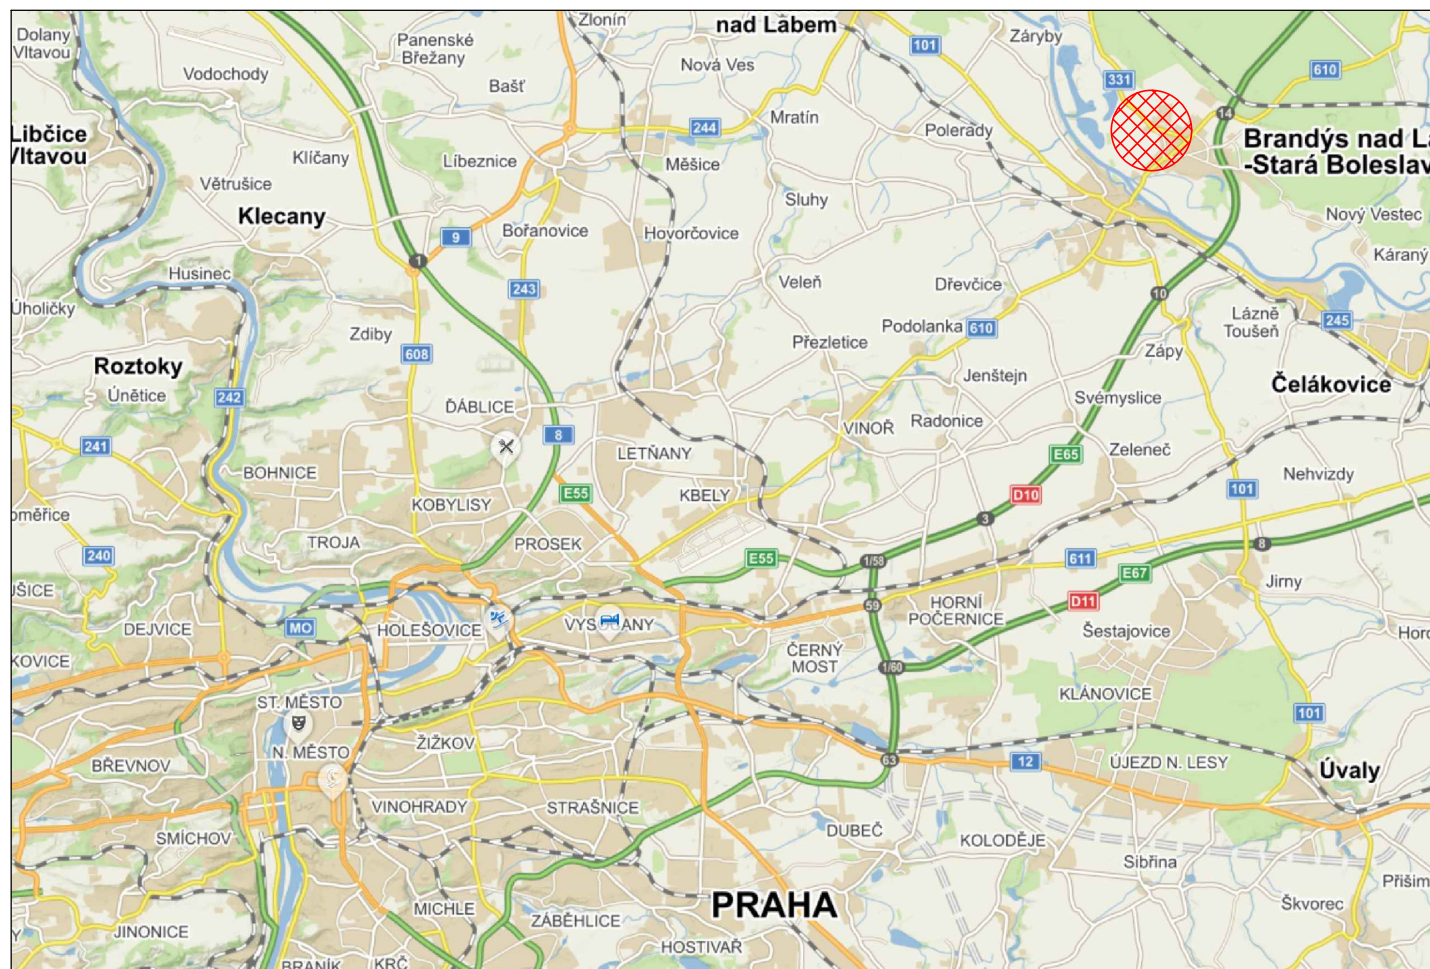 Dolany
Vltavou
Zlonín
nad Labem
Záryby
Panenské
Břežany
101
Vodochody
Nová Ves
610
331
Bašť
14
Mratín
244
Polerady
Libčice
Vltavou
Brandýs nad La
-Stará Boleslav
Klíčany
Líbeznice
Měšice
Větrušice
Sluhy
Klecany
Nový Vestec
Bořanovice
Hovorčovice
9
Káraný
1
Husinec
Veleň
Dřevčice
243
10
Úholičky
Lázně
Toušeň
245
Zdiby
Podolanka
610
Přezletice
608
Zápy
Roztoky
Jenštejn
Čelákovice
Únětice
242
Svémyslice
ĎÁBLICE
Radonice
VINOŘ
8
241
LETŇANY
E65
Zeleneč
BOHNICE
Nehvizdy
101
KBELY
E55
D10
KOBYLISY
oměřice
3
TROJA
PROSEK
8
240
E55
1/58
611
E67
Jirny
UŠICE
D11
59
HORNÍ
POČERNICE
DEJVICE
MO
HOLEŠOVICE
VYSOČANY
Šestajovice
Horo
ČERNÝ
MOST
KOVICE
1/60
KLÁNOVICE
ST. MĚSTO
101
ŽIŽKOV
N. MĚSTO
BŘEVNOV
63
12
ÚJEZD N. LESY
Úvaly
VINOHRADY
STRAŠNICE
DUBEČ
SMÍCHOV
KOLODĚJE
Sibřina
Přišim
PRAHA
MICHLE
Škvorec
ZÁBĚHLICE
JINONICE
Y
HOSTIVAŘ
BRANÍK
KRČ